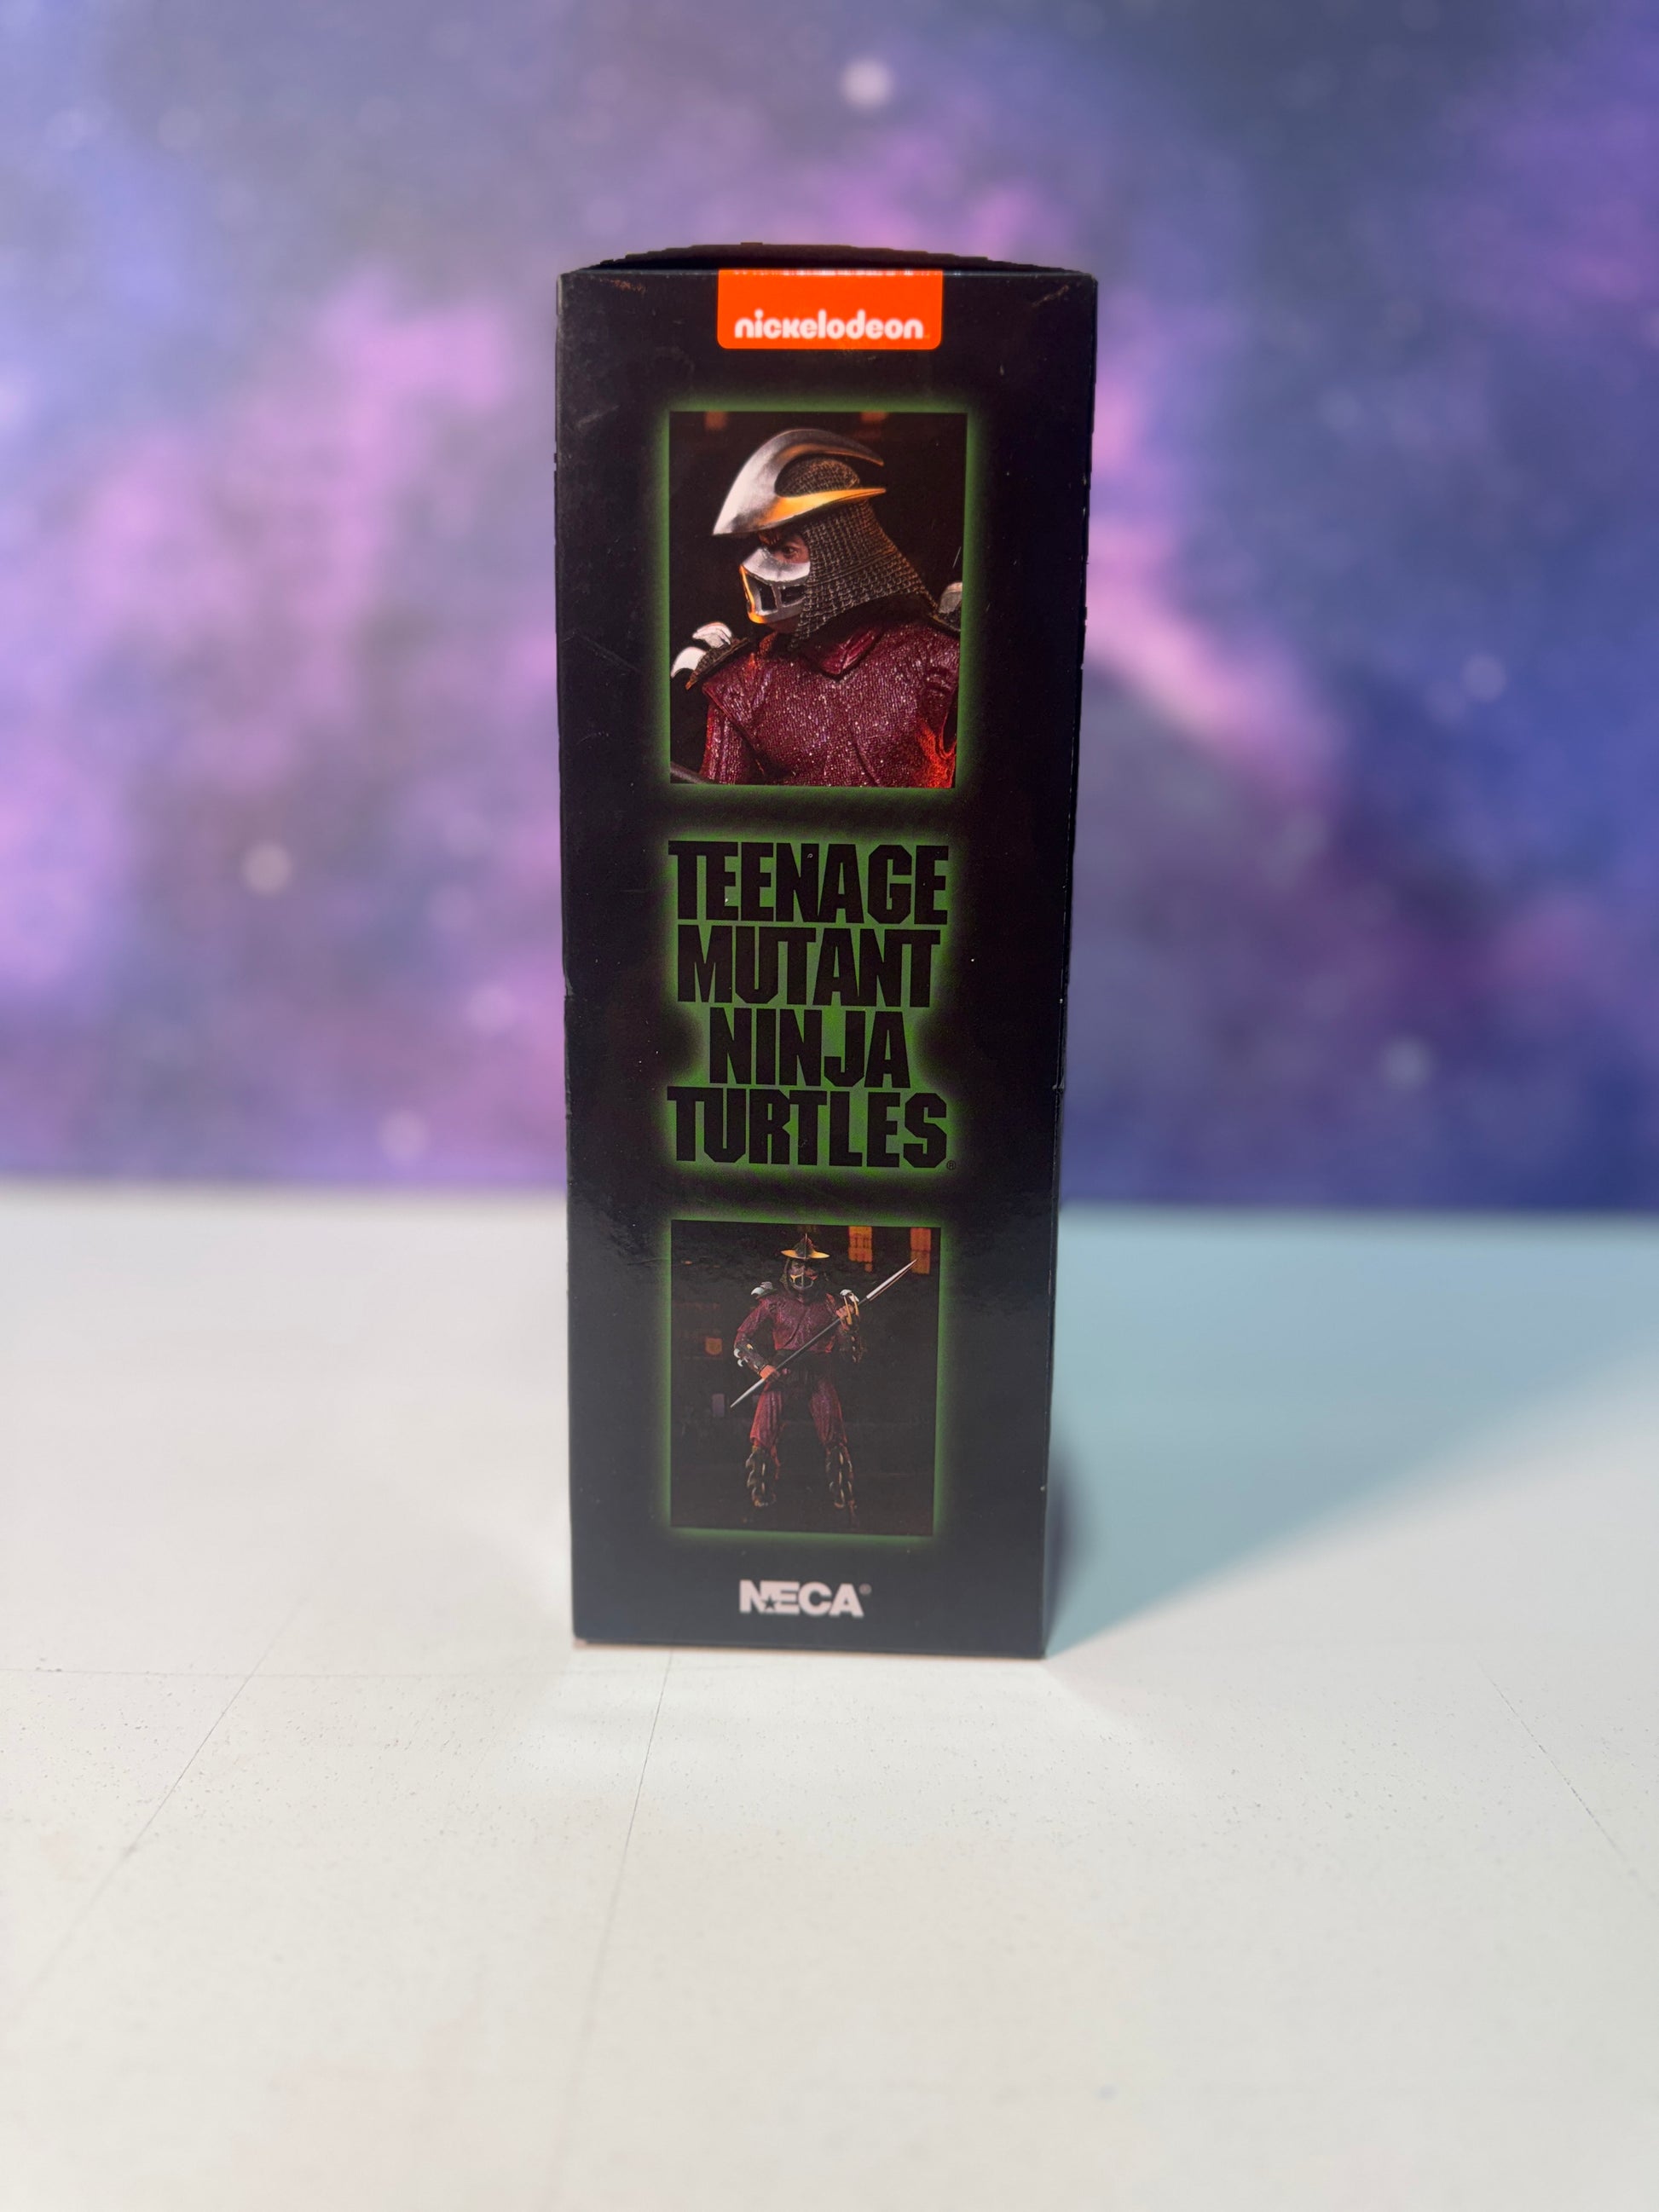 nickelodeon
TEENAGE
MUTANT
NINJA
TURTLES®
NECA®